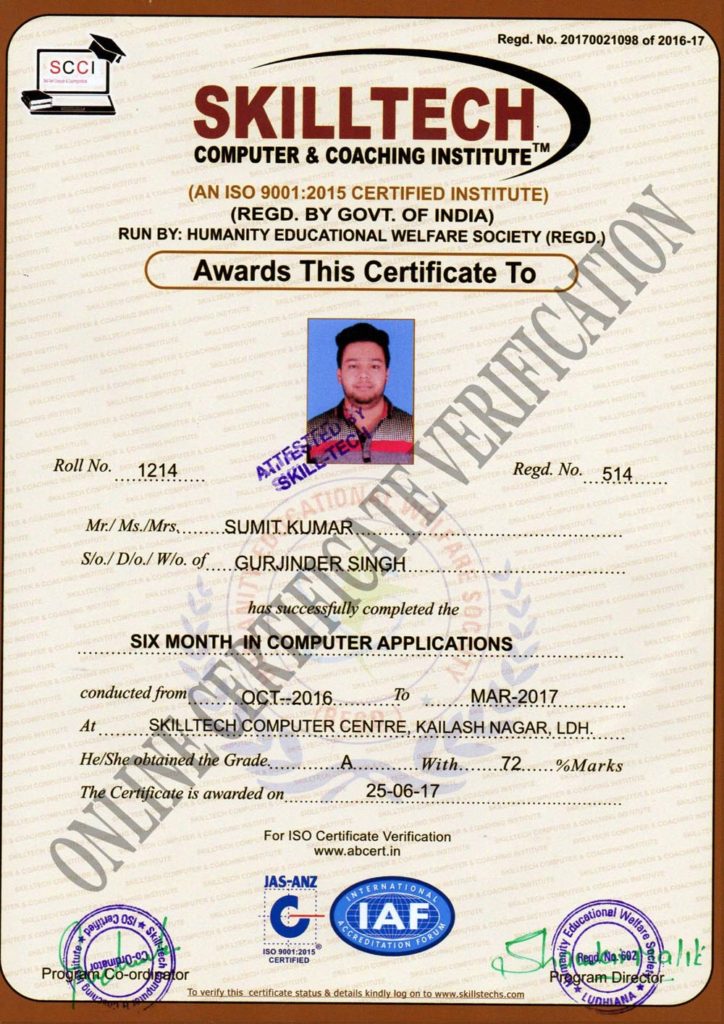 Regd. No. 20170021098 of 2016-17
SCCI
SKILLTECH
COMPUTER & COACHING INSTITUTE™
(AN ISO 9001:2015 CERTIFIED INSTITUTE)
(REGD. BY GOVT. OF INDIA)
RUN BY: HUMANITY EDUCATIONAL WELFARE SOCIETY (REGD.)
Awards This Certificate To
ATTESTED BY
SKILL-TECH
Roll No. 1214 Regd. No. 514
Mr./ Ms./Mrs. SUMIT KUMAR
S/o./ D/o./ W/o. of GURJINDER SINGH
has successfully completed the
SIX MONTH IN COMPUTER APPLICATIONS
conducted from OCT--2016 To MAR-2017
At SKILLTECH COMPUTER CENTRE, KAILASH NAGAR, LDH.
He/She obtained the Grade A With 72 %Marks
The Certificate is awarded on 25-06-17
ONLINE CERTIFICATE VERIFICATION
For ISO Certificate Verification
www.abcert.in
JAS-ANZ
C
ISO 9001:2015
CERTIFIED
INTERNATIONAL
IAF
ACCREDITATION FORUM
Program Co-ordinator
Humanity Educational Welfare Society
Regd. No. 602
LUDHIANA
Program Director
To verify this certificate status & details kindly log on to www.skillstechs.com